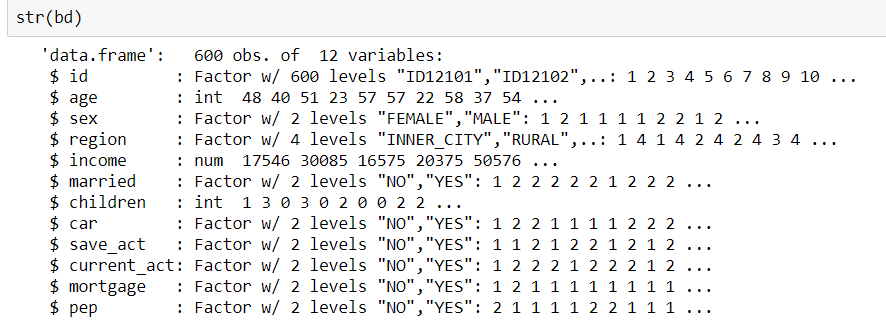 str(bd)
'data.frame':   600 obs. of  12 variables:
 $ id         : Factor w/ 600 levels "ID12101","ID12102",..: 1 2 3 4 5 6 7 8 9 10 ...
 $ age        : int  48 40 51 23 57 57 22 58 37 54 ...
 $ sex        : Factor w/ 2 levels "FEMALE","MALE": 1 2 1 1 1 1 2 2 1 2 ...
 $ region     : Factor w/ 4 levels "INNER_CITY","RURAL",..: 1 4 1 4 2 4 2 4 3 4 ...
 $ income     : num  17546 30085 16575 20375 50576 ...
 $ married    : Factor w/ 2 levels "NO","YES": 1 2 2 2 2 2 1 2 2 2 ...
 $ children   : int  1 3 0 3 0 2 0 0 2 2 ...
 $ car        : Factor w/ 2 levels "NO","YES": 1 2 2 1 1 1 1 2 2 2 ...
 $ save_act   : Factor w/ 2 levels "NO","YES": 1 1 2 1 2 2 1 2 1 2 ...
 $ current_act: Factor w/ 2 levels "NO","YES": 1 2 2 2 1 2 2 2 1 2 ...
 $ mortgage   : Factor w/ 2 levels "NO","YES": 1 2 1 1 1 1 1 1 1 1 ...
 $ pep        : Factor w/ 2 levels "NO","YES": 2 1 1 1 1 2 2 1 1 1 ...